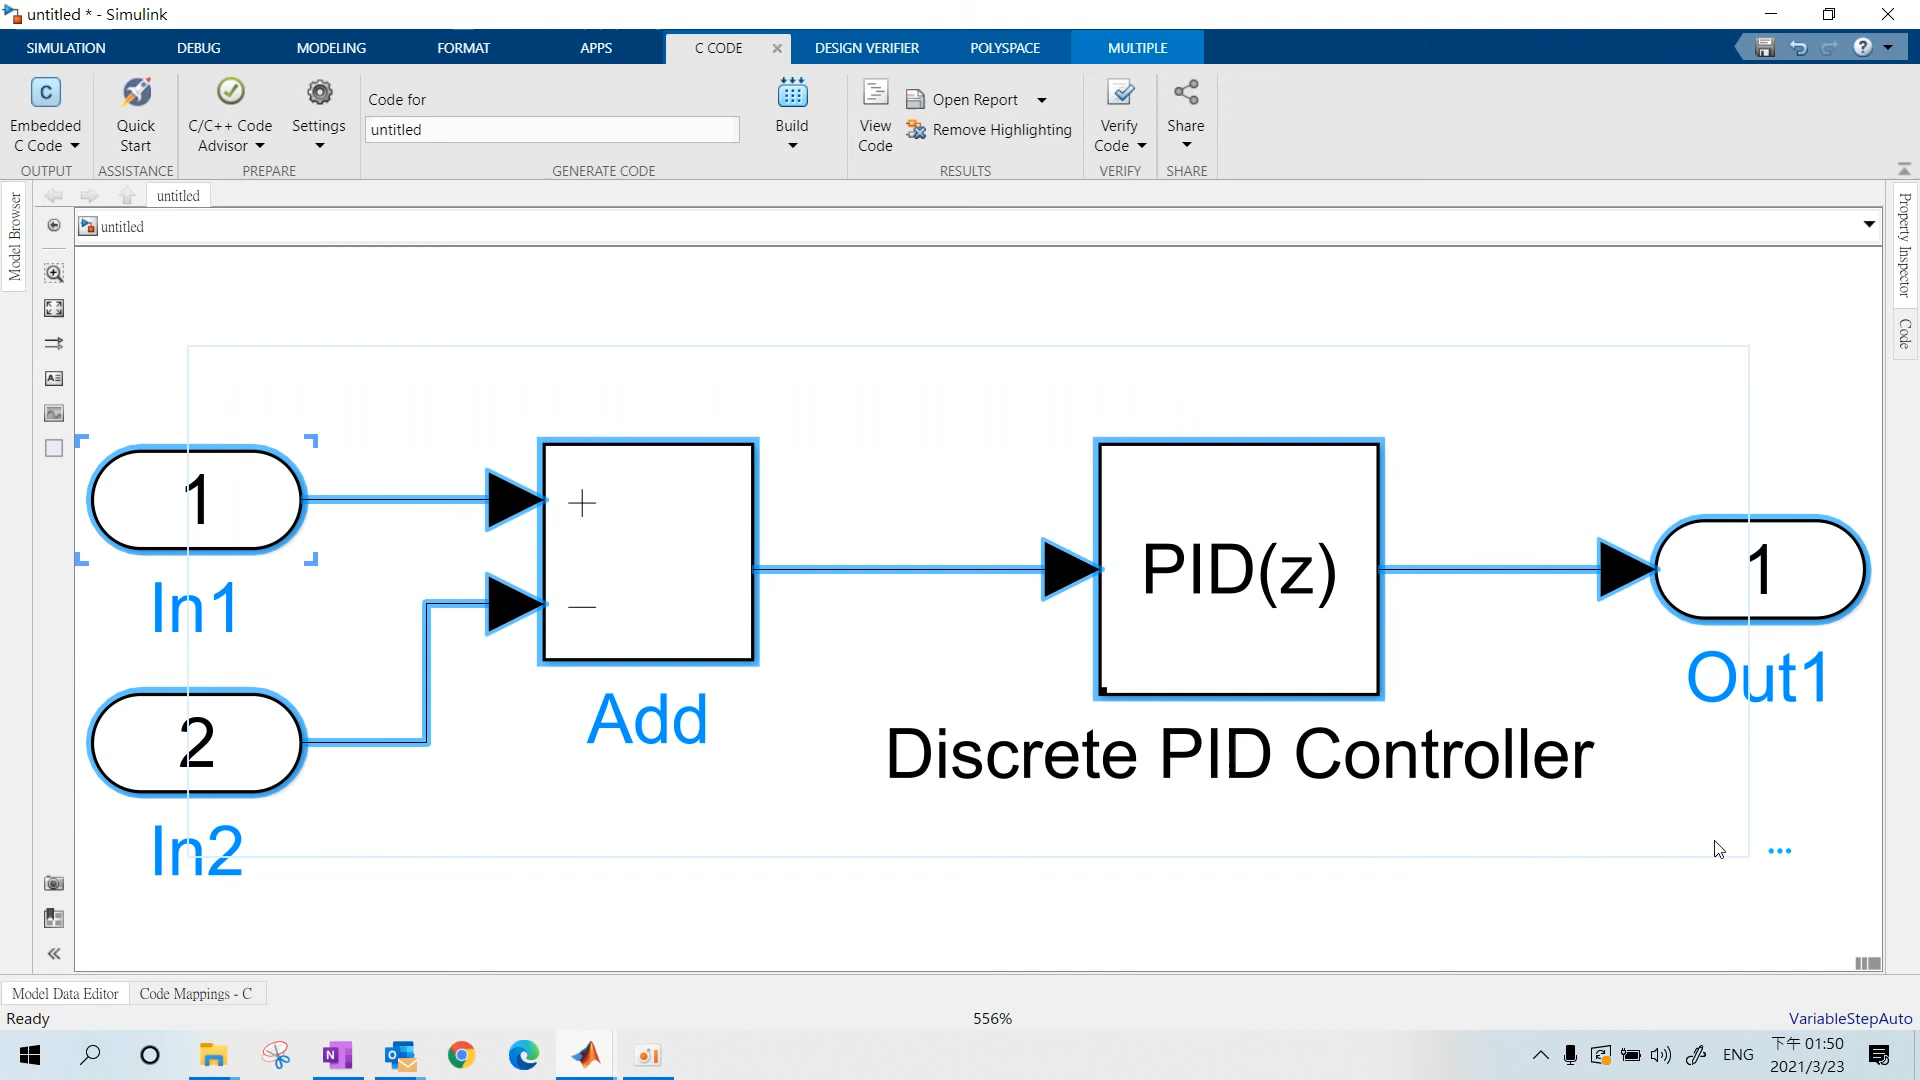 untitled * - Simulink
SIMULATION DEBUG MODELING FORMAT APPS C CODE DESIGN VERIFIER POLYSPACE MULTIPLE
Embedded C Code
Quick Start
C/C++ Code Advisor
Settings
Code for
untitled
Build
View Code
Open Report
Remove Highlighting
Verify Code
Share
OUTPUT ASSISTANCE PREPARE GENERATE CODE RESULTS VERIFY SHARE
Model Browser
untitled
untitled
Property Inspector
Code
1
In1
2
In2
+
−
Add
PID(z)
Discrete PID Controller
1
Out1
...
Model Data Editor Code Mappings - C
Ready 556% VariableStepAuto
ENG
下午 01:50
2021/3/23